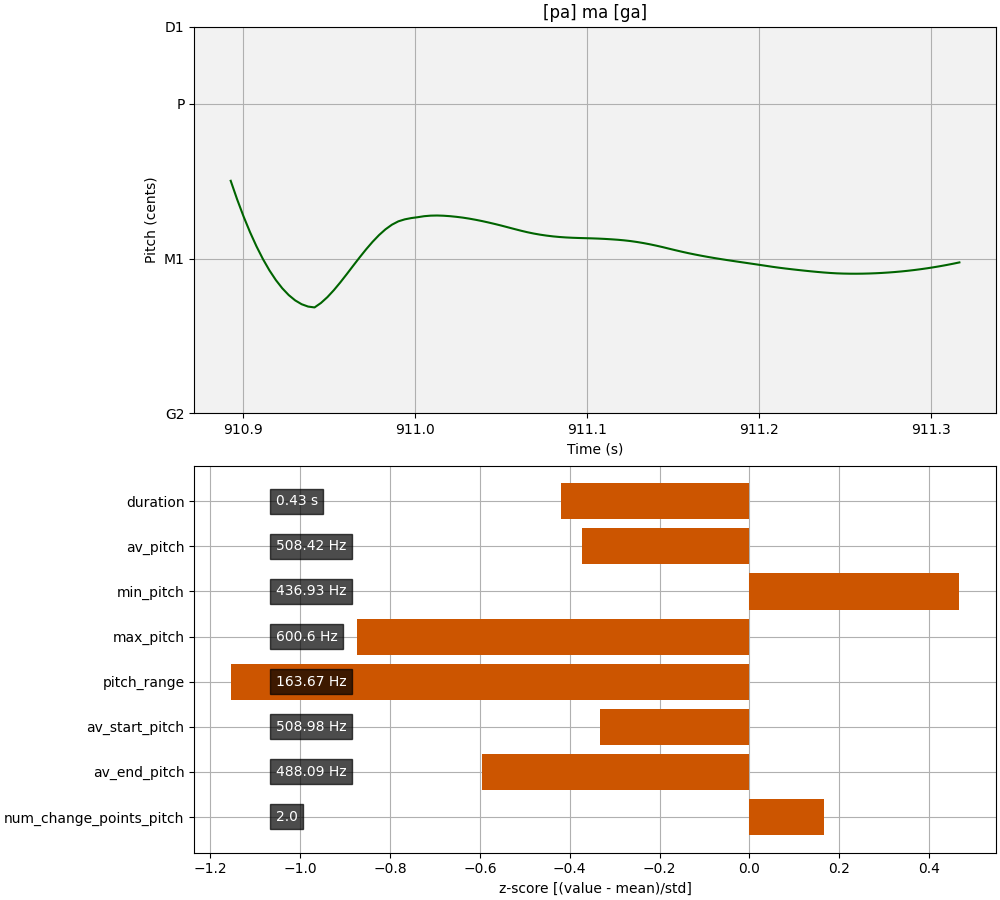 [pa] ma [ga]
D1
P
M1
G2
Pitch (cents)
910.9 911.0 911.1 911.2 911.3
Time (s)
duration 0.43 s
av_pitch 508.42 Hz
min_pitch 436.93 Hz
max_pitch 600.6 Hz
pitch_range 163.67 Hz
av_start_pitch 508.98 Hz
av_end_pitch 488.09 Hz
num_change_points_pitch 2.0
−1.2 −1.0 −0.8 −0.6 −0.4 −0.2 0.0 0.2 0.4
z-score [(value - mean)/std]